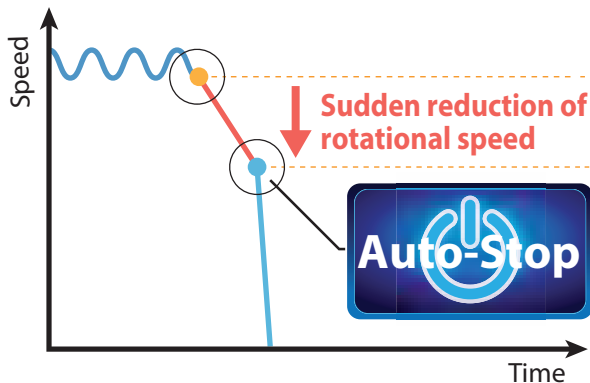 Speed
Sudden reduction of
rotational speed
Auto-Stop
Time